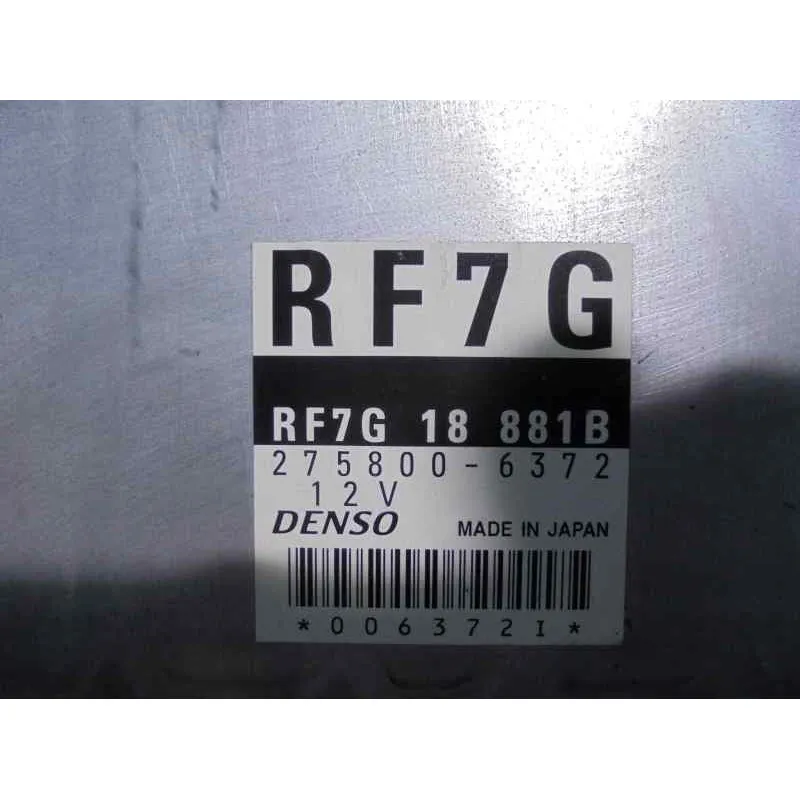 RF7G
RF7G 18 881B
275800-6372
12V
DENSO MADE IN JAPAN
*006372I*